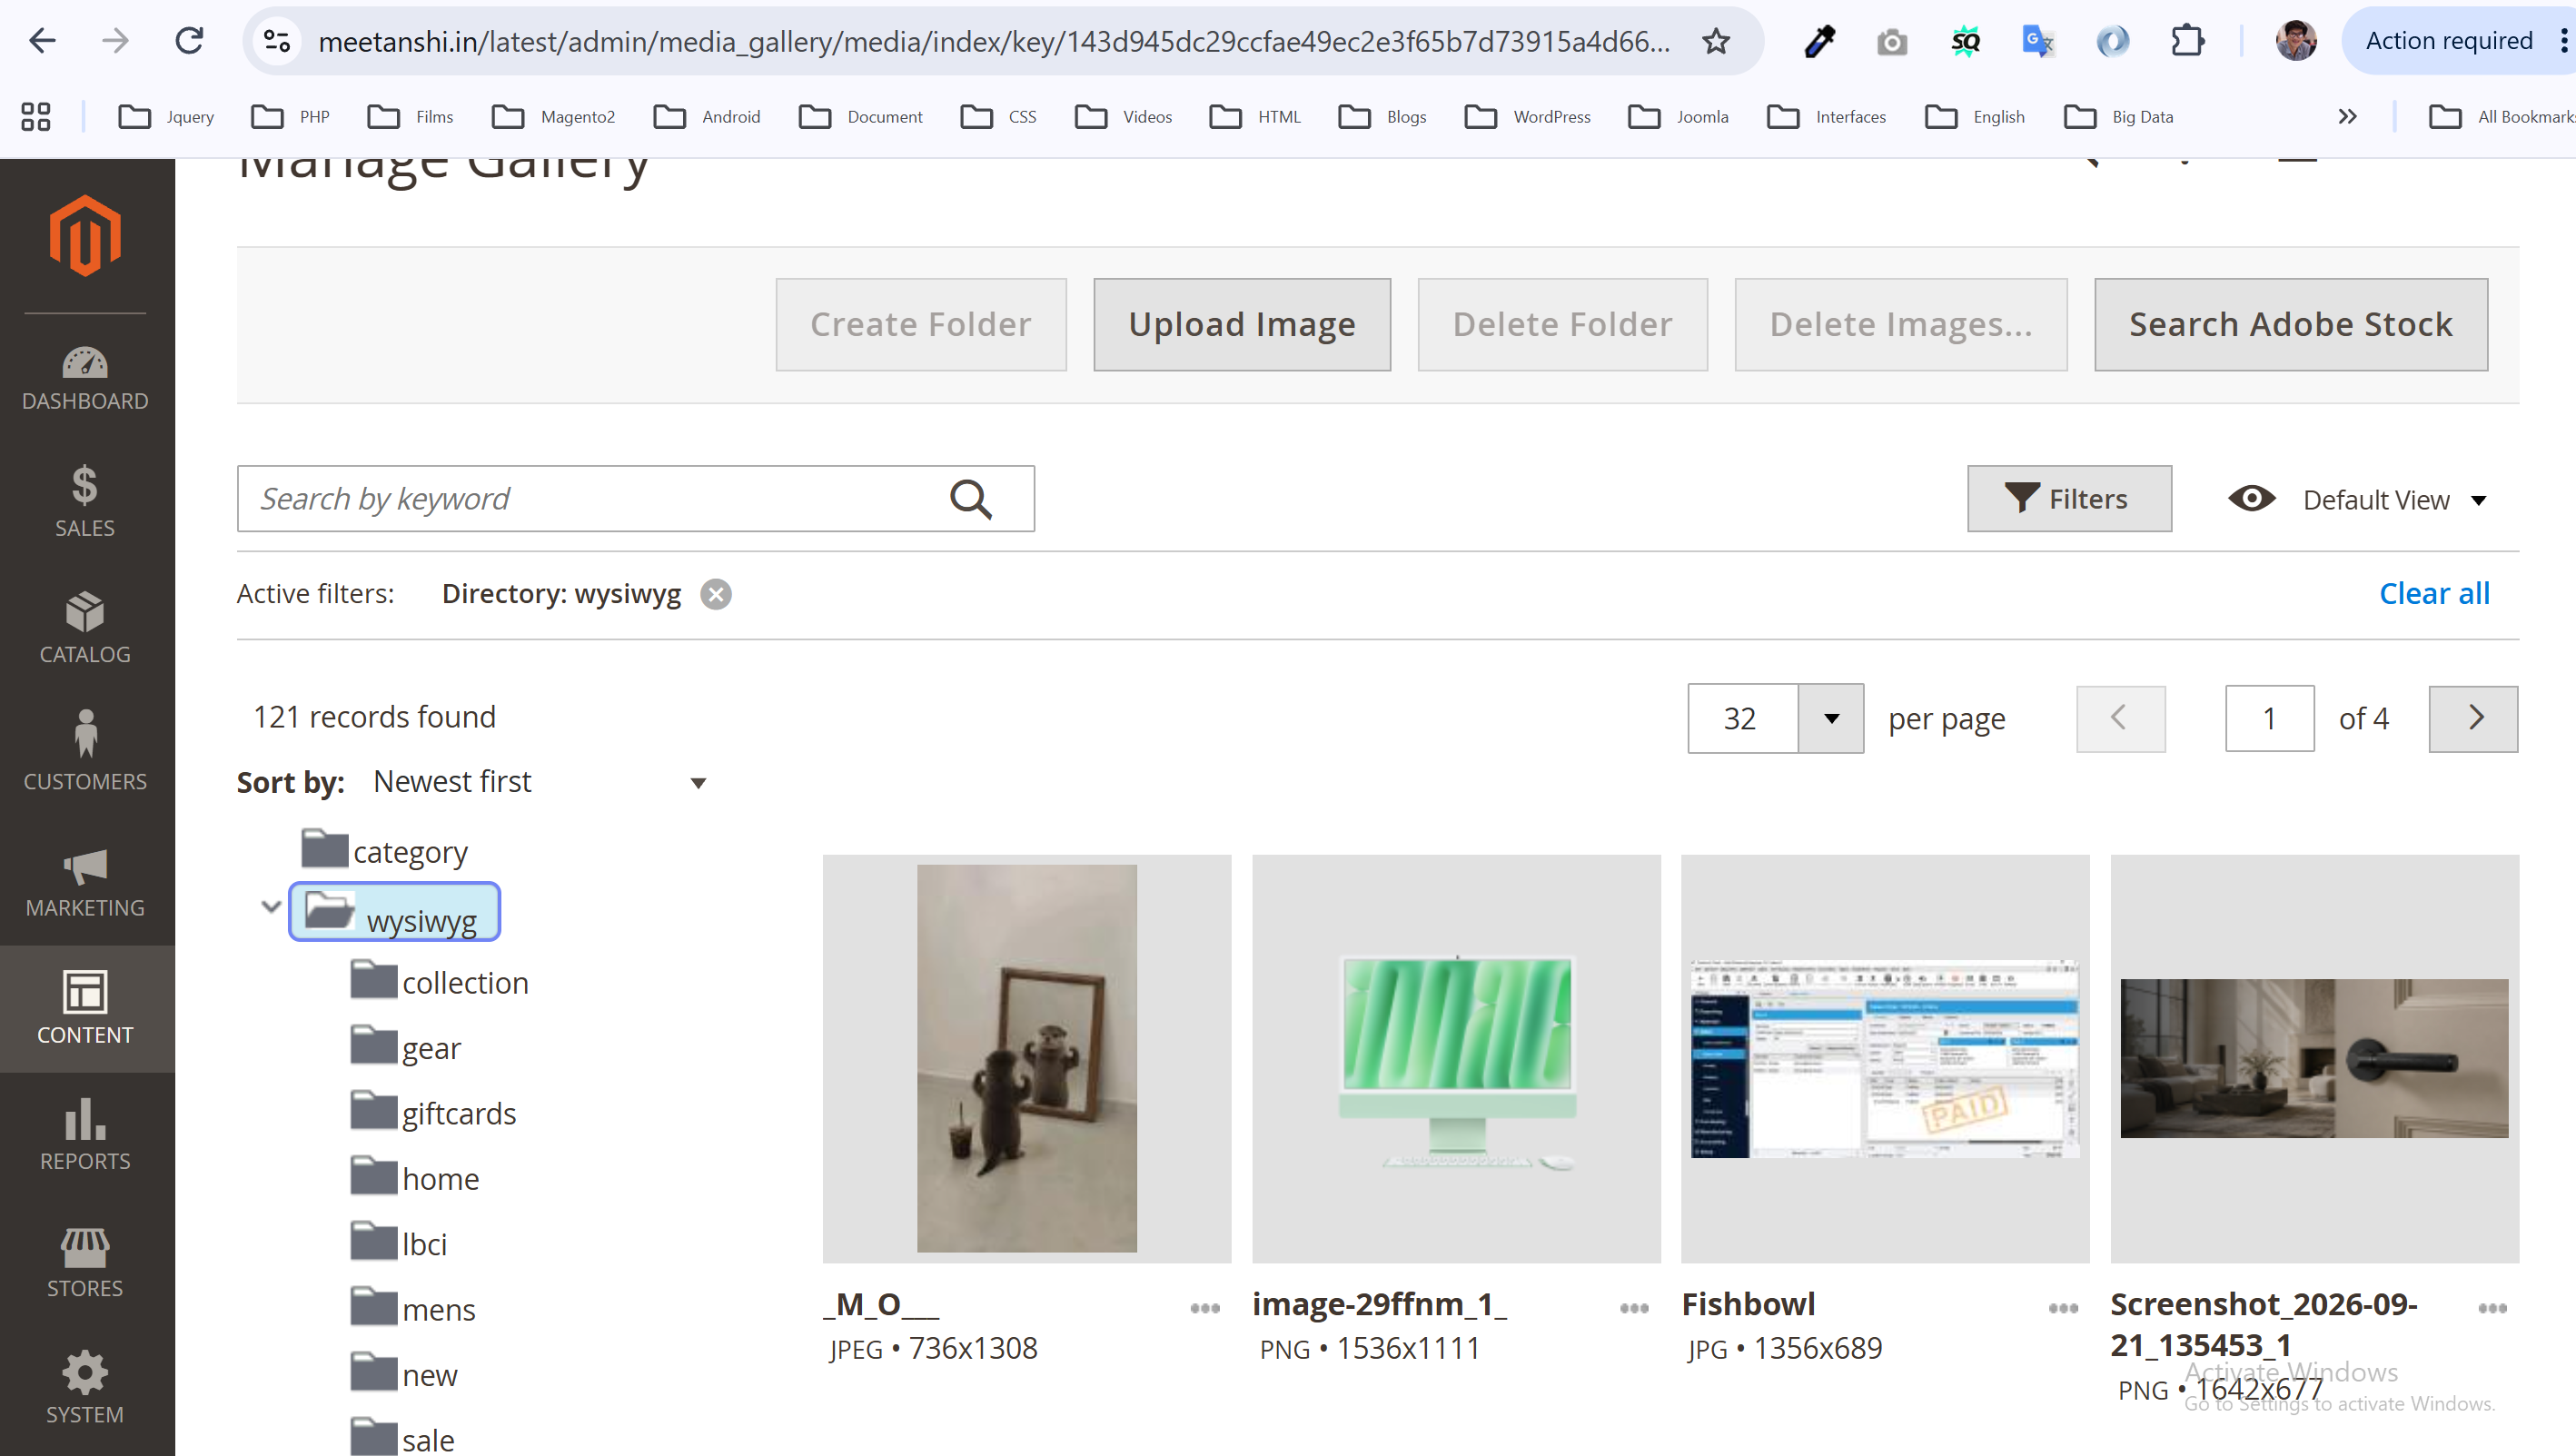 meetanshi.in/latest/admin/media_gallery/media/index/key/143d945dc29ccfae49ec2e3f65b7d73915a4d66...
SQ
Action required
Jquery
PHP
Films
Magento2
Android
Document
CSS
Videos
HTML
Blogs
WordPress
Joomla
Interfaces
English
Big Data
All Bookmark
Manage Gallery
DASHBOARD
SALES
CATALOG
CUSTOMERS
MARKETING
CONTENT
REPORTS
STORES
SYSTEM
Create Folder
Upload Image
Delete Folder
Delete Images...
Search Adobe Stock
Search by keyword
Filters
Default View
Active filters:
Directory: wysiwyg
Clear all
121 records found
32
per page
1
of 4
Sort by:
Newest first
category
wysiwyg
collection
gear
giftcards
home
lbci
mens
new
sale
PAID
_M_O___
JPEG • 736x1308
image-29ffnm_1_
PNG • 1536x1111
Fishbowl
JPG • 1356x689
Screenshot_2026-09-
21_135453_1
PNG • 1642x677
Activate Windows
Go to Settings to activate Windows.